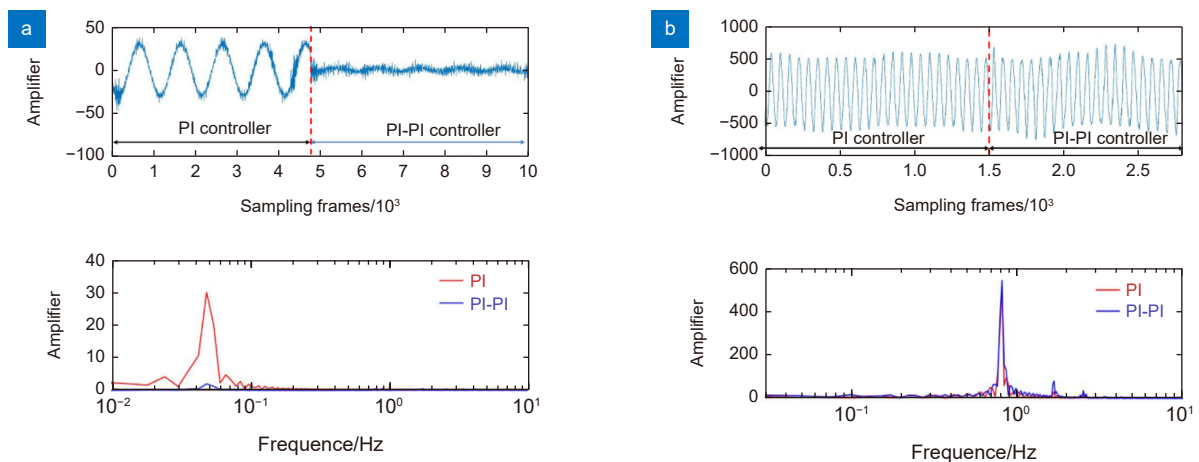 a
50
0
−50
−100
Amplifier
PI controller
PI-PI controller
0 1 2 3 4 5 6 7 8 9 10
Sampling frames/10³
40
30
20
10
0
Amplifier
PI
PI-PI
10⁻² 10⁻¹ 10⁰ 10¹
Frequence/Hz
b
1000
500
0
−500
−1000
Amplifier
PI controller
PI-PI controller
0 0.5 1.0 1.5 2.0 2.5
Sampling frames/10³
600
400
200
0
Amplifier
PI
PI-PI
10⁻¹ 10⁰ 10¹
Frequence/Hz